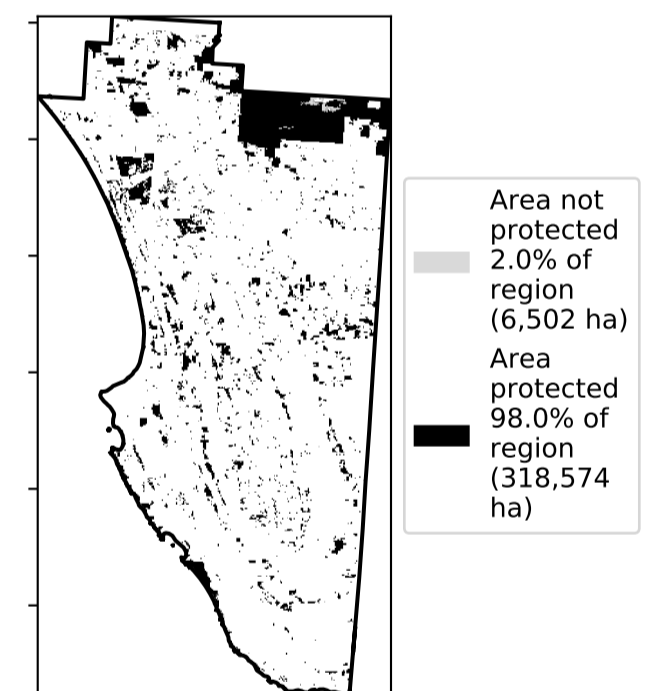 Area not
protected
2.0% of
region
(6,502 ha)
Area
protected
98.0% of
region
(318,574
ha)